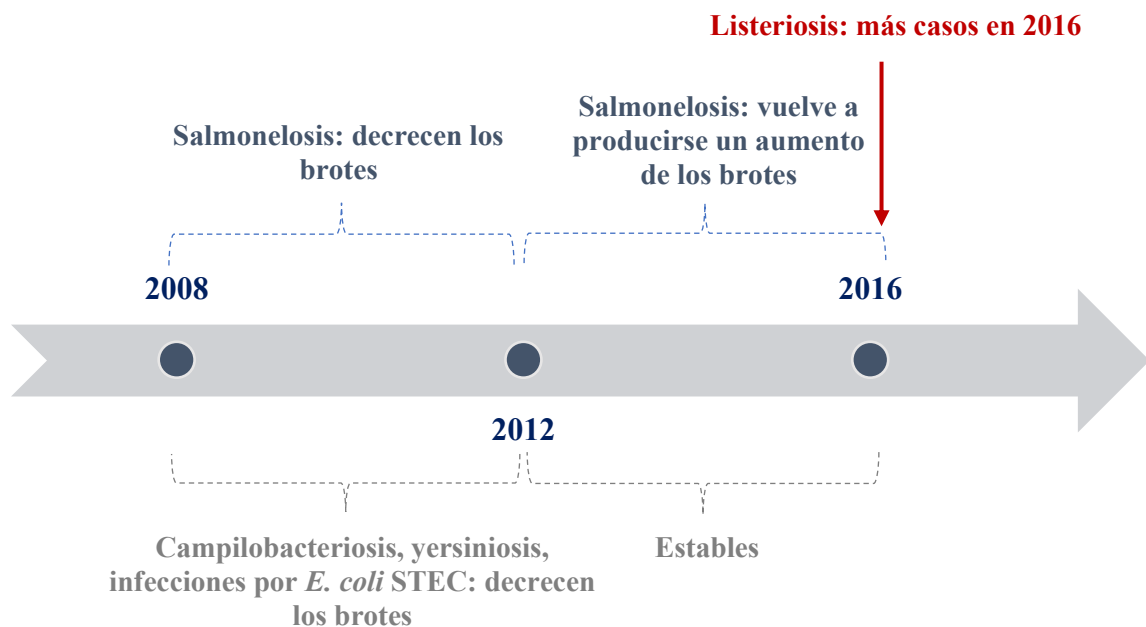 Listeriosis: más casos en 2016
Salmonelosis: decrecen los
brotes
Salmonelosis: vuelve a
producirse un aumento
de los brotes
2008
2016
2012
Campilobacteriosis, yersiniosis,
infecciones por E. coli STEC: decrecen
los brotes
Estables